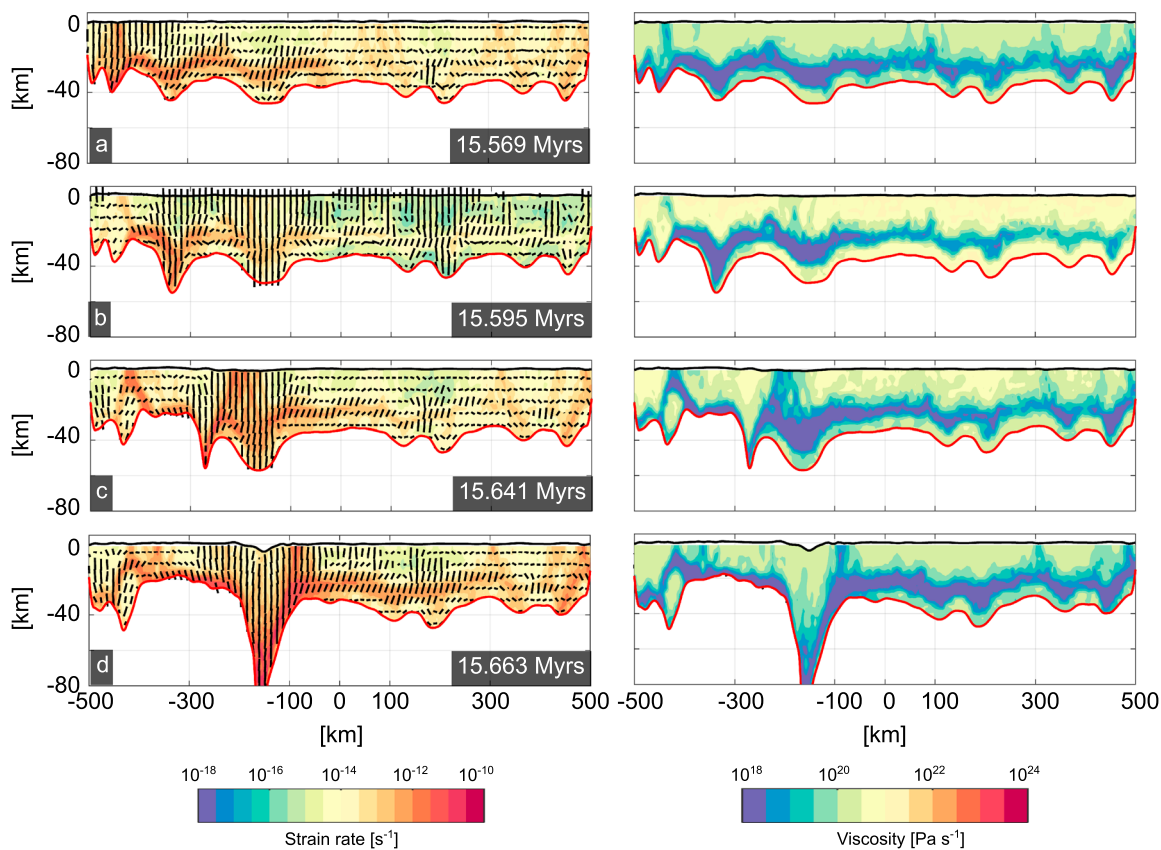 0
-40
-80
[km]
a
15.569 Myrs
0
-40
-80
[km]
b
15.595 Myrs
0
-40
-80
[km]
c
15.641 Myrs
0
-40
-80
[km]
d
15.663 Myrs
-500 -300 -100 0 100 300 500
-500 -300 -100 0 100 300 500
[km]
[km]
10⁻¹⁸ 10⁻¹⁶ 10⁻¹⁴ 10⁻¹² 10⁻¹⁰
Strain rate [s⁻¹]
10¹⁸ 10²⁰ 10²² 10²⁴
Viscosity [Pa s⁻¹]